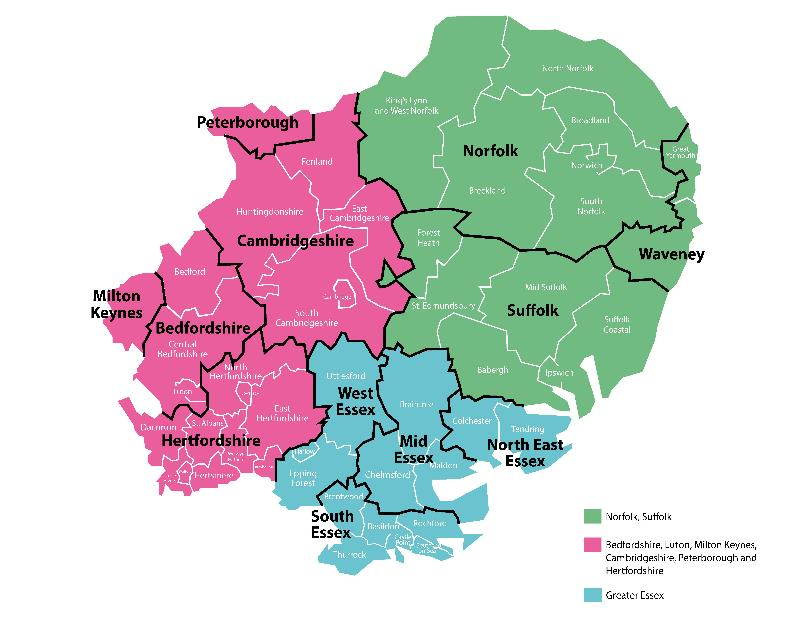 North Norfolk
King's Lynn
and West Norfolk
Broadland
Peterborough
Norfolk
Great
Yarmouth
Fenland
Norwich
Breckland
South
Norfolk
Huntingdonshire
East
Cambridgeshire
Forest
Heath
Cambridgeshire
Waveney
Bedford
Mid Suffolk
Milton
Keynes
Cambridge
St Edmundsbury
Suffolk
South
Cambridgeshire
Suffolk
Coastal
Bedfordshire
Central
Bedfordshire
North
Hertfordshire
Uttlesford
Babergh
Ipswich
Luton
West
Essex
Braintree
East
Hertfordshire
Dacorum
St. Albans
Colchester
Tendring
Hertfordshire
Mid
Essex
North East
Essex
Harlow
Maldon
Epping
Forest
Chelmsford
Brentwood
South
Essex
Basildon
Rochford
Castle
Point
Thurrock
Norfolk, Suffolk
Bedfordshire, Luton, Milton Keynes,
Cambridgeshire, Peterborough and
Hertfordshire
Greater Essex